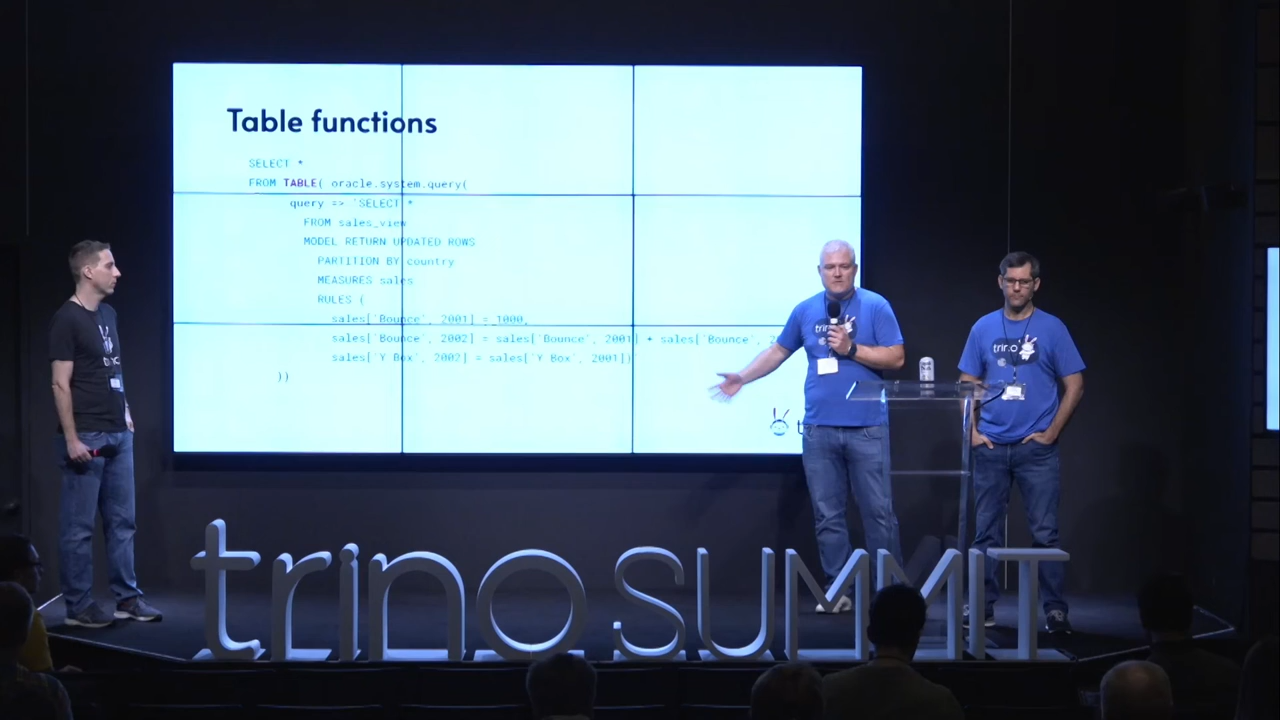 Table functions
SELECT *
FROM TABLE( oracle.system.query(
query => 'SELECT *
FROM sales_view
MODEL RETURN UPDATED ROWS
PARTITION BY country
MEASURES sales
RULES (
sales['Bounce', 2001] = 1000,
sales['Bounce', 2002] = sales['Bounce', 2001] + sales['Bounce', 2
sales['Y Box', 2002] = sales['Y Box', 2001])
))
trino
trino
trino SUMMIT